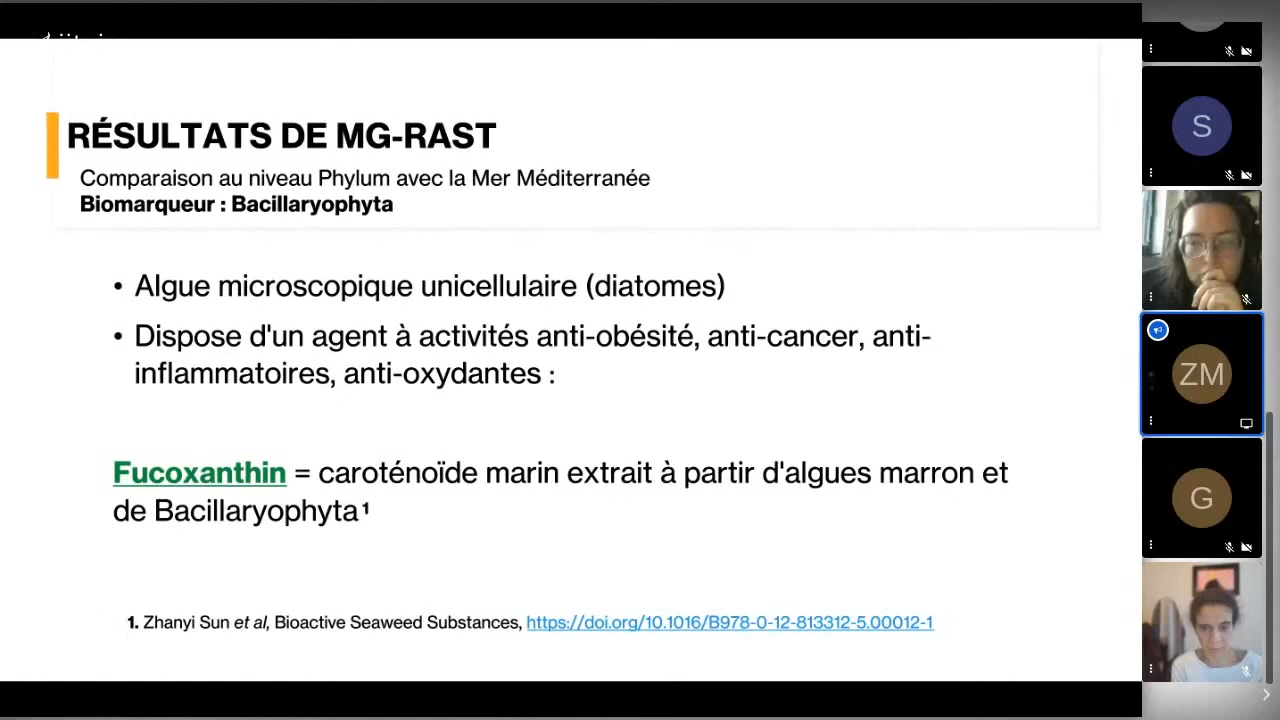 RÉSULTATS DE MG-RAST
Comparaison au niveau Phylum avec la Mer Méditerranée
Biomarqueur : Bacillaryophyta
• Algue microscopique unicellulaire (diatomes)
• Dispose d'un agent à activités anti-obésité, anti-cancer, anti-
inflammatoires, anti-oxydantes :
Fucoxanthin = caroténoïde marin extrait à partir d'algues marron et
de Bacillaryophyta¹
1. Zhanyi Sun et al, Bioactive Seaweed Substances, https://doi.org/10.1016/B978-0-12-813312-5.00012-1
S
ZM
G